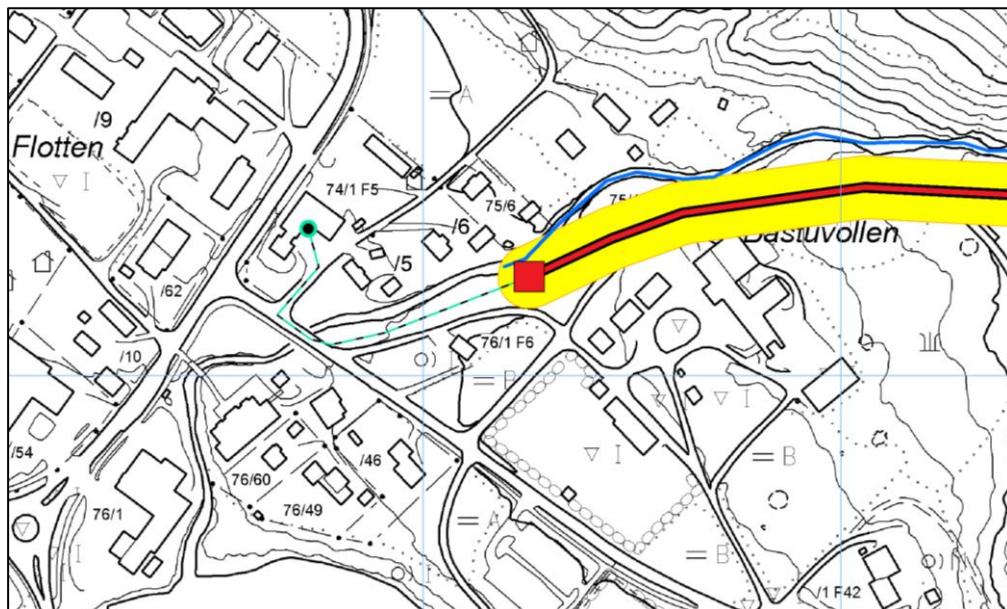 /9
Flotten
I
A
74/1 F5
75/6
75/
/6
Bastuvollen
/5
/62
76/1 F6
/10
I
I
B
/54
/46
I
B
76/60
76/1
76/49
A
B
/1 F42